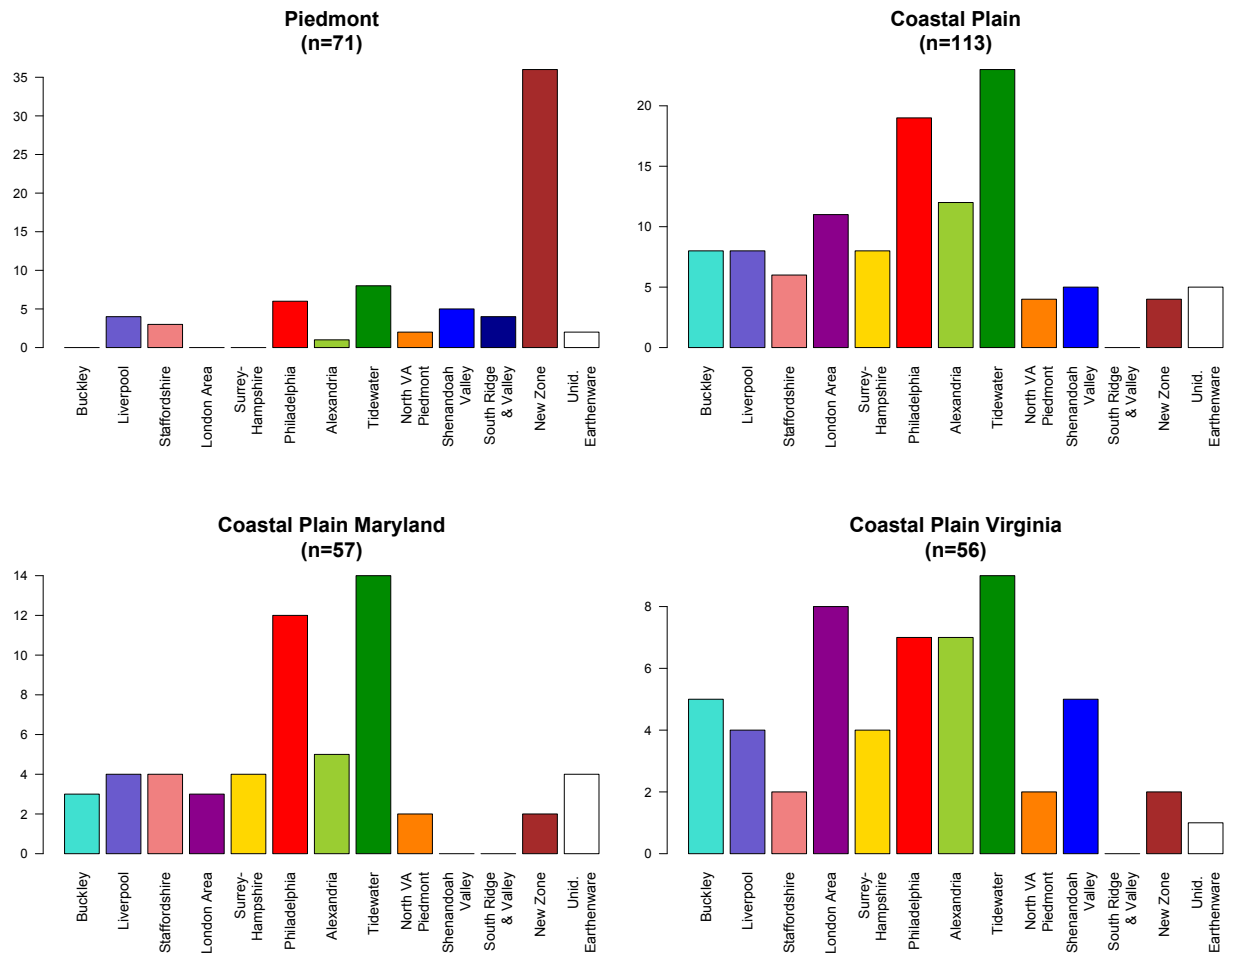 Piedmont
(n=71)
35
30
25
20
15
10
5
0
Buckley
Liverpool
Staffordshire
London Area
Surrey-
Hampshire
Philadelphia
Alexandria
Tidewater
North VA
Piedmont
Shenandoah
Valley
South Ridge
& Valley
New Zone
Unid.
Earthenware
Coastal Plain
(n=113)
20
15
10
5
0
Buckley
Liverpool
Staffordshire
London Area
Surrey-
Hampshire
Philadelphia
Alexandria
Tidewater
North VA
Piedmont
Shenandoah
Valley
South Ridge
& Valley
New Zone
Unid.
Earthenware
Coastal Plain Maryland
(n=57)
14
12
10
8
6
4
2
0
Buckley
Liverpool
Staffordshire
London Area
Surrey-
Hampshire
Philadelphia
Alexandria
Tidewater
North VA
Piedmont
Shenandoah
Valley
South Ridge
& Valley
New Zone
Unid.
Earthenware
Coastal Plain Virginia
(n=56)
8
6
4
2
0
Buckley
Liverpool
Staffordshire
London Area
Surrey-
Hampshire
Philadelphia
Alexandria
Tidewater
North VA
Piedmont
Shenandoah
Valley
South Ridge
& Valley
New Zone
Unid.
Earthenware